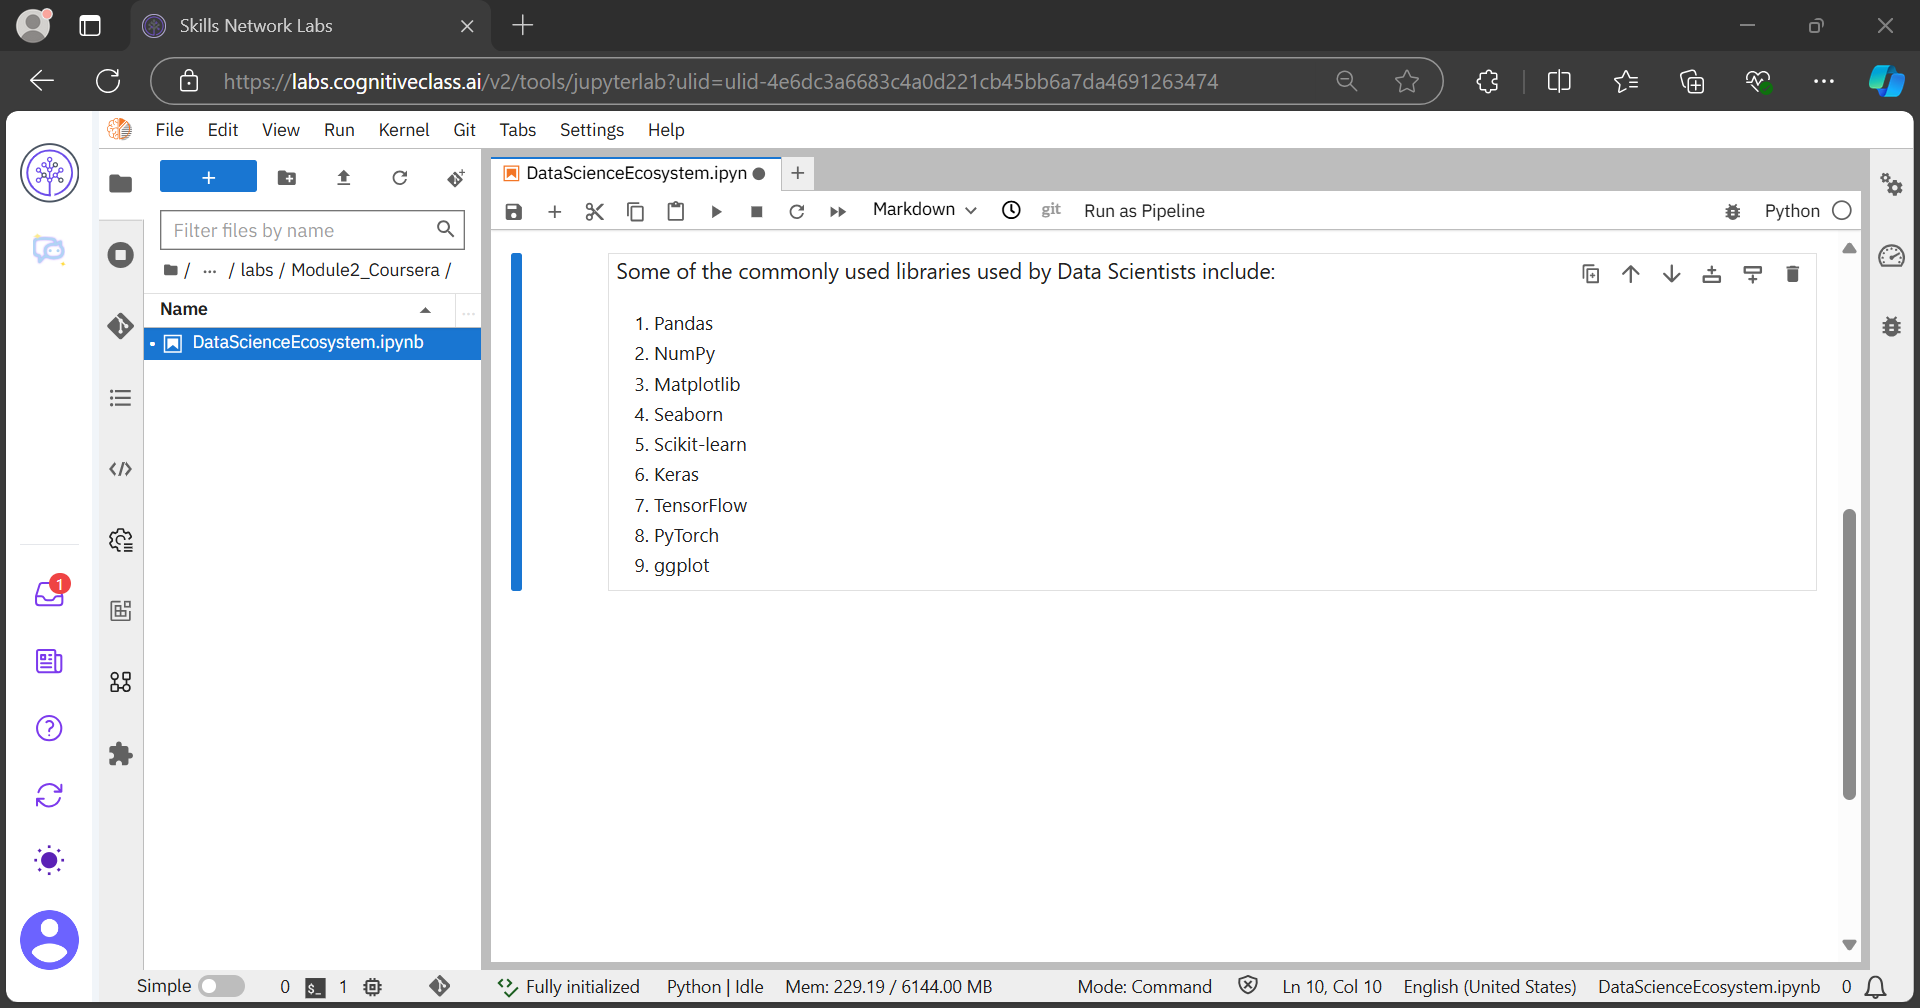 Skills Network Labs
https://labs.cognitiveclass.ai/v2/tools/jupyterlab?ulid=ulid-4e6dc3a6683c4a0d221cb45bb6a7da4691263474
File Edit View Run Kernel Git Tabs Settings Help
DataScienceEcosystem.ipyn
Markdown
git
Run as Pipeline
Python
Filter files by name
/ ... / labs / Module2_Coursera /
Name
...
DataScienceEcosystem.ipynb
Some of the commonly used libraries used by Data Scientists include:
1. Pandas
2. NumPy
3. Matplotlib
4. Seaborn
5. Scikit-learn
6. Keras
7. TensorFlow
8. PyTorch
9. ggplot
1
Simple 0 $_ 1 Fully initialized Python | Idle Mem: 229.19 / 6144.00 MB Mode: Command Ln 10, Col 10 English (United States) DataScienceEcosystem.ipynb 0